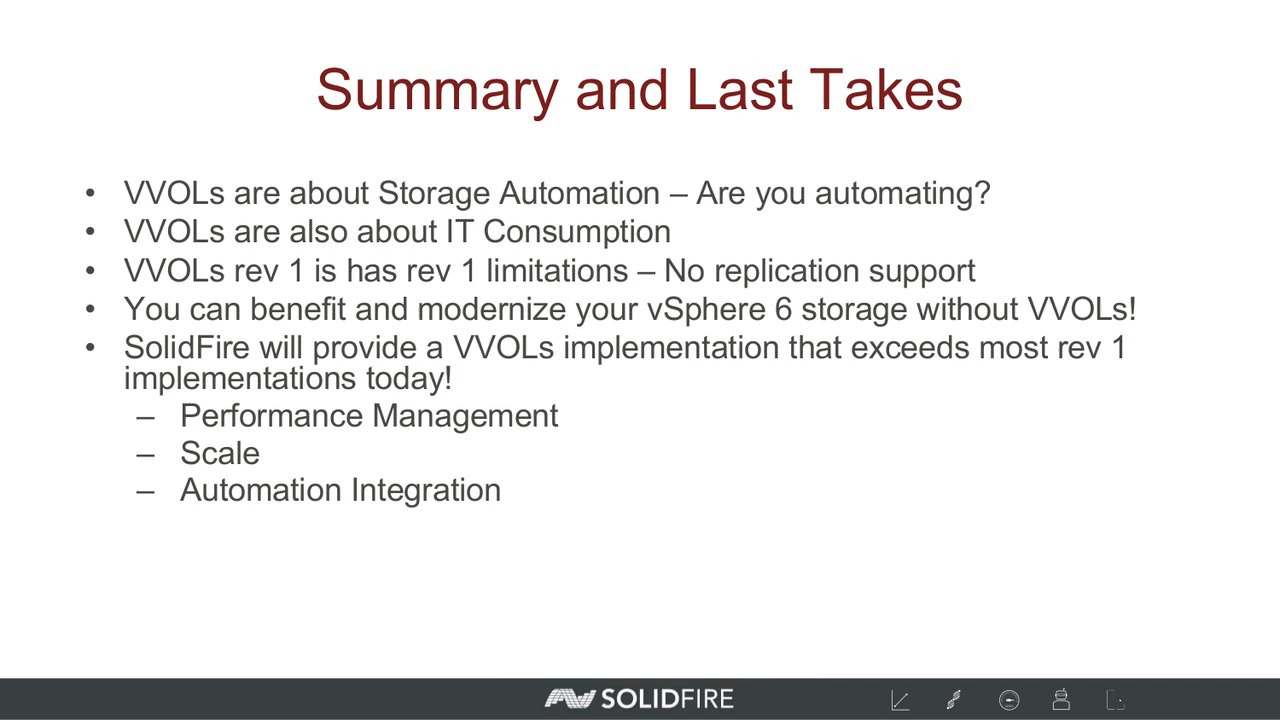 Summary and Last Takes
• VVOLs are about Storage Automation – Are you automating?
• VVOLs are also about IT Consumption
• VVOLs rev 1 is has rev 1 limitations – No replication support
• You can benefit and modernize your vSphere 6 storage without VVOLs!
• SolidFire will provide a VVOLs implementation that exceeds most rev 1
implementations today!
– Performance Management
– Scale
– Automation Integration
SOLIDFIRE